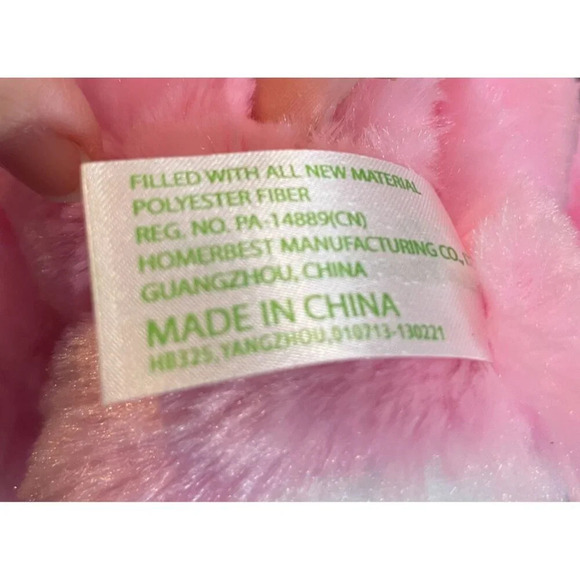 FILLED WITH ALL NEW MATERIAL
POLYESTER FIBER
REG. NO. PA-14889(CN)
HOMERBEST MANUFACTURING CO.,
GUANGZHOU, CHINA
MADE IN CHINA
HB325, YANGZHOU, 010713-130221